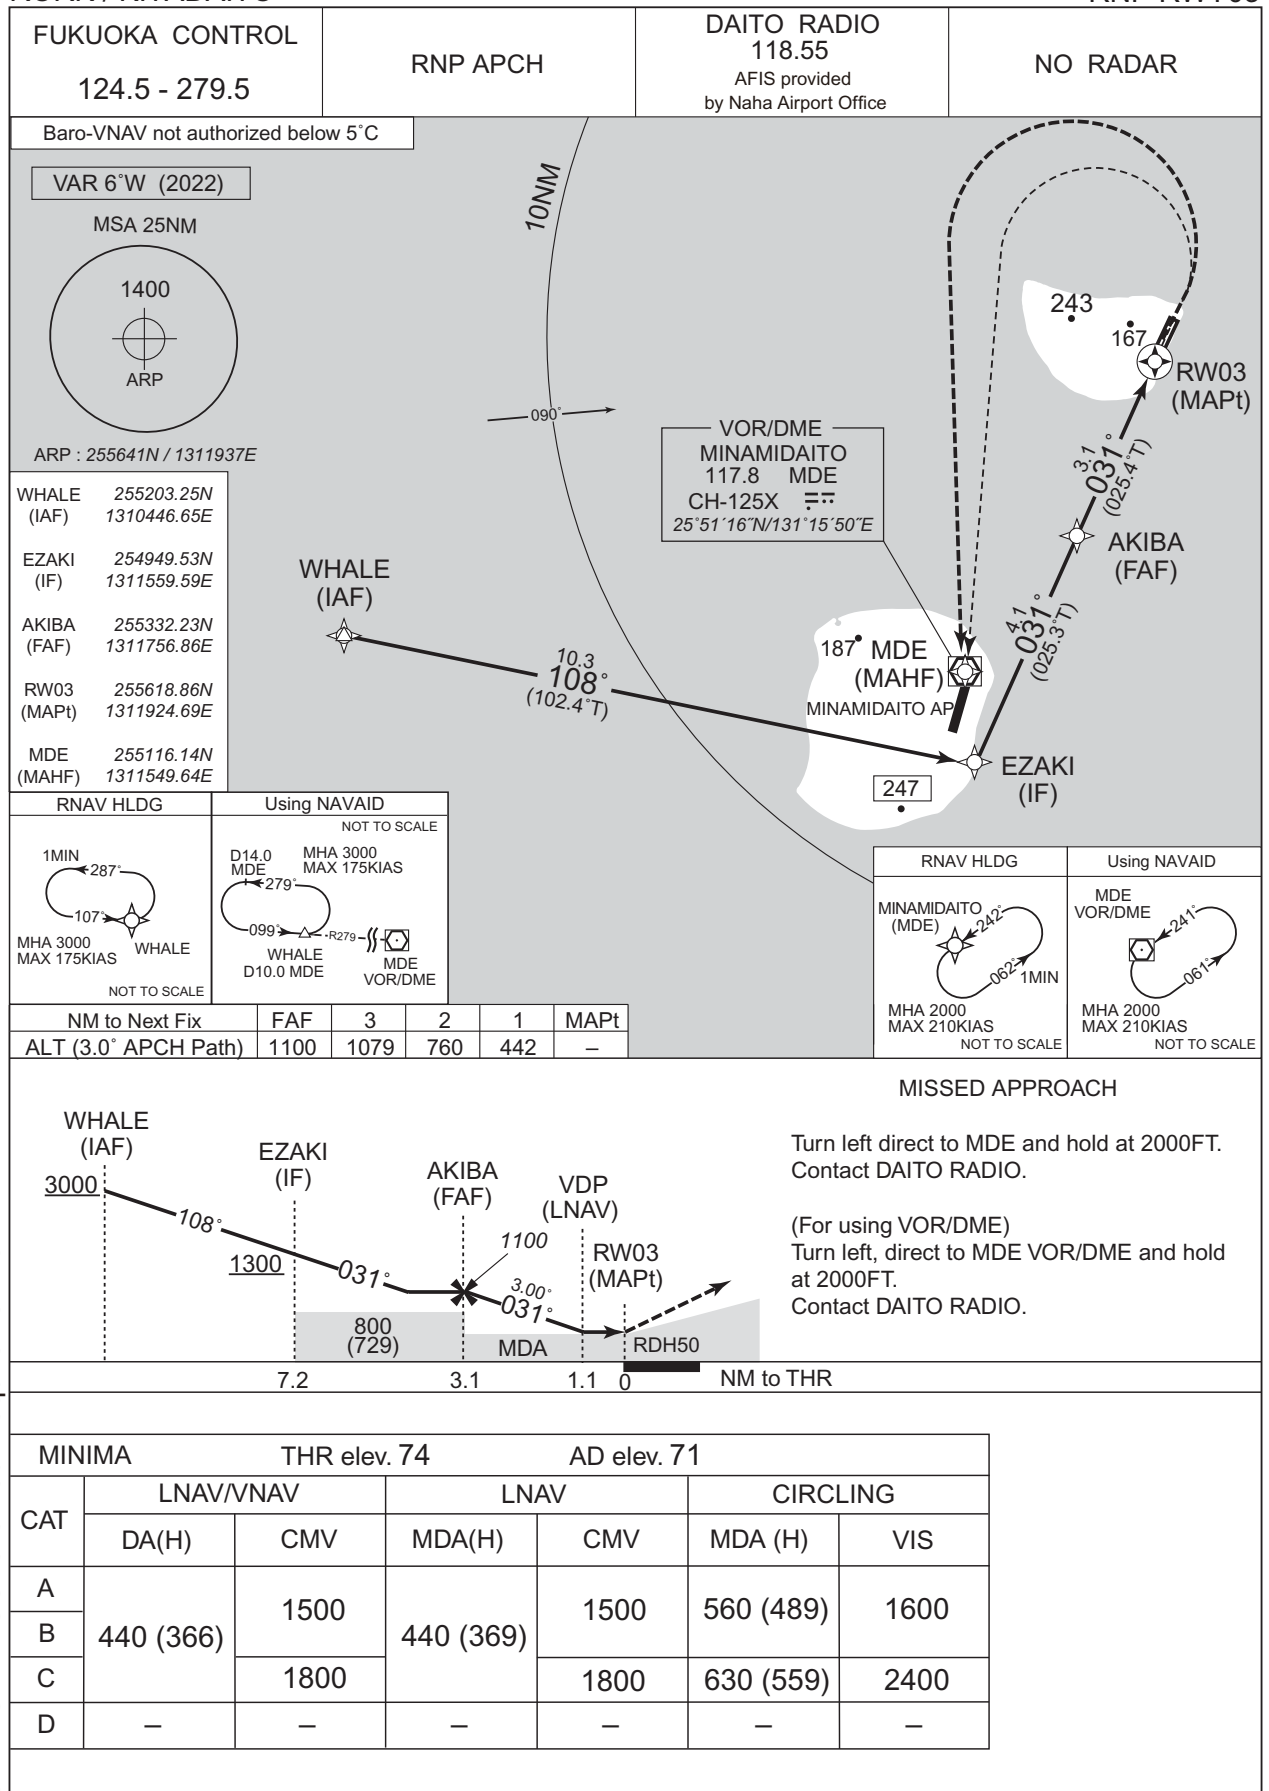 FUKUOKA CONTROL
124.5 - 279.5
RNP APCH
DAITO RADIO
118.55
AFIS provided
by Naha Airport Office
NO RADAR
Baro-VNAV not authorized below 5˚C
VAR 6˚W (2022)
MSA 25NM
1400
ARP
ARP : 255641N / 1311937E
WHALE 255203.25N
(IAF) 1310446.65E
EZAKI 254949.53N
(IF) 1311559.59E
AKIBA 255332.23N
(FAF) 1311756.86E
RW03 255618.86N
(MAPt) 1311924.69E
MDE 255116.14N
(MAHF) 1311549.64E
10NM
090˚
243
167
RW03
(MAPt)
VOR/DME
MINAMIDAITO
117.8 MDE
CH-125X
25˚51´16˝N/131˚15´50˝E
3.1
031˚
(025.4˚T)
AKIBA
(FAF)
WHALE
(IAF)
10.3
108˚
(102.4˚T)
4.1
031˚
(025.3˚T)
187
MDE
(MAHF)
MINAMIDAITO AP
EZAKI
(IF)
247
RNAV HLDG
1MIN
287˚
107˚
MHA 3000
MAX 175KIAS
WHALE
NOT TO SCALE
Using NAVAID
NOT TO SCALE
D14.0
MDE
MHA 3000
MAX 175KIAS
279˚
099˚
R279
WHALE
D10.0 MDE
MDE
VOR/DME
RNAV HLDG
MINAMIDAITO
(MDE)
242˚
062˚
1MIN
MHA 2000
MAX 210KIAS
NOT TO SCALE
Using NAVAID
MDE
VOR/DME
241˚
061˚
MHA 2000
MAX 210KIAS
NOT TO SCALE
NM to Next Fix FAF 3 2 1 MAPt
ALT (3.0˚ APCH Path) 1100 1079 760 442 –
WHALE
(IAF)
3000
108˚
EZAKI
(IF)
1300
031˚
AKIBA
(FAF)
1100
3.00˚
031˚
VDP
(LNAV)
RW03
(MAPt)
800
(729)
MDA
RDH50
7.2 3.1 1.1 0 NM to THR
MISSED APPROACH
Turn left direct to MDE and hold at 2000FT.
Contact DAITO RADIO.
(For using VOR/DME)
Turn left, direct to MDE VOR/DME and hold
at 2000FT.
Contact DAITO RADIO.
MINIMA THR elev. 74 AD elev. 71
CAT LNAV/VNAV LNAV CIRCLING
DA(H) CMV MDA(H) CMV MDA (H) VIS
A
B
440 (366) 1500 440 (369) 1500 560 (489) 1600
C 1800 1800 630 (559) 2400
D – – – – – –